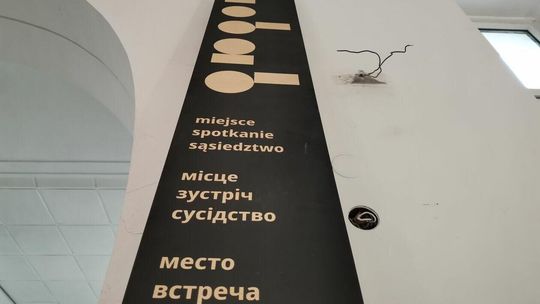 miejsce
spotkanie
sąsiedztwo
місце
зустріч
сусідство
место
встреча